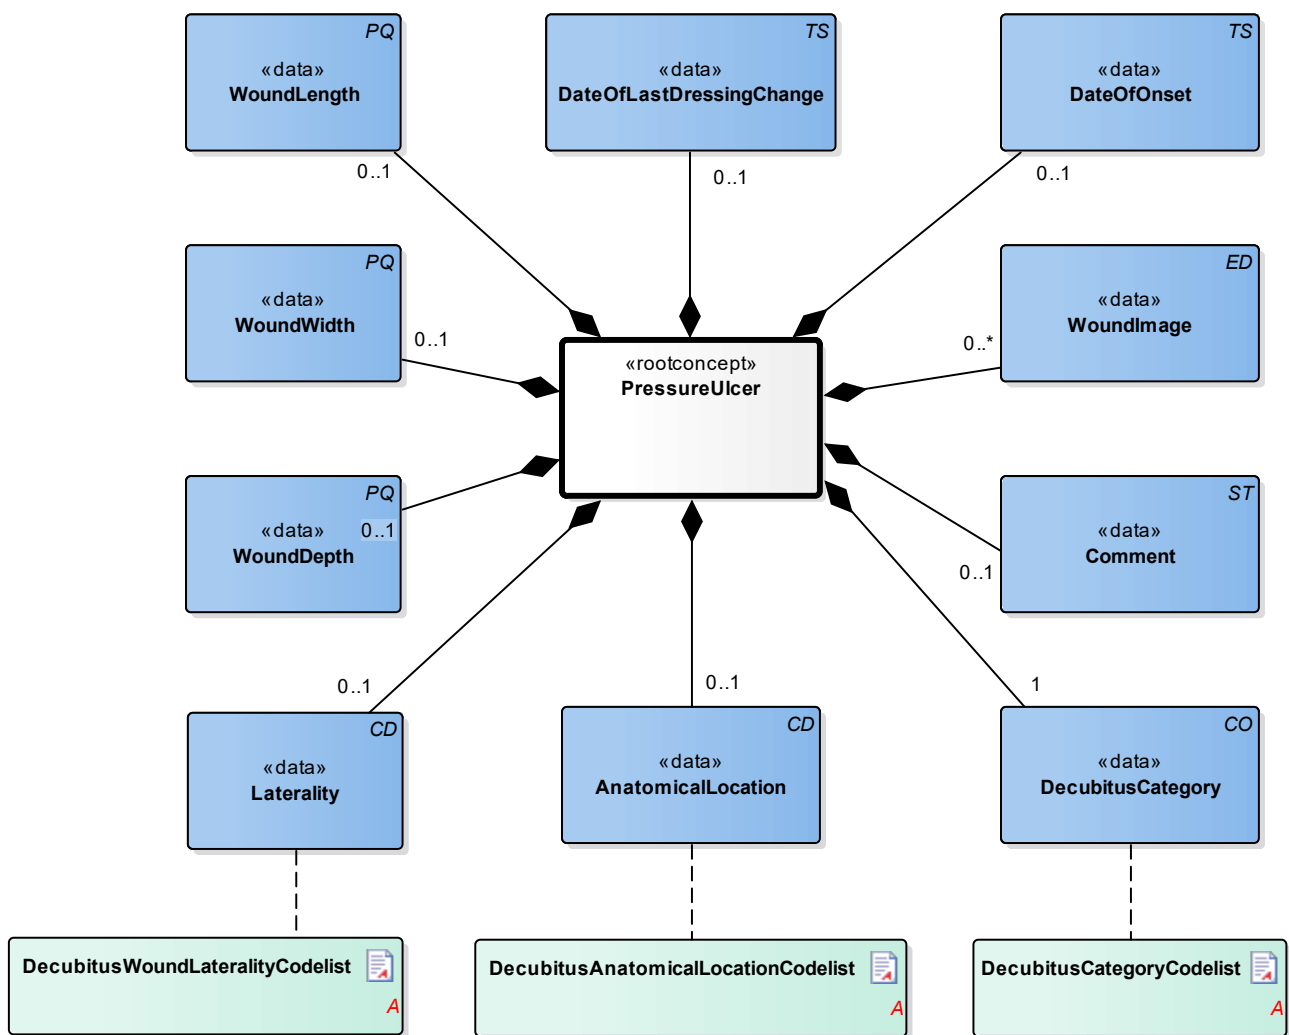 PQ
«data»
WoundLength
0..1
TS
«data»
DateOfLastDressingChange
0..1
TS
«data»
DateOfOnset
0..1
PQ
«data»
WoundWidth
0..1
«rootconcept»
PressureUlcer
ED
«data»
WoundImage
0..*
PQ
«data»
0..1
WoundDepth
ST
«data»
Comment
0..1
0..1
CD
«data»
Laterality
0..1
CD
«data»
AnatomicalLocation
1
CO
«data»
DecubitusCategory
DecubitusWoundLateralityCodelist
A
DecubitusAnatomicalLocationCodelist
A
DecubitusCategoryCodelist
A